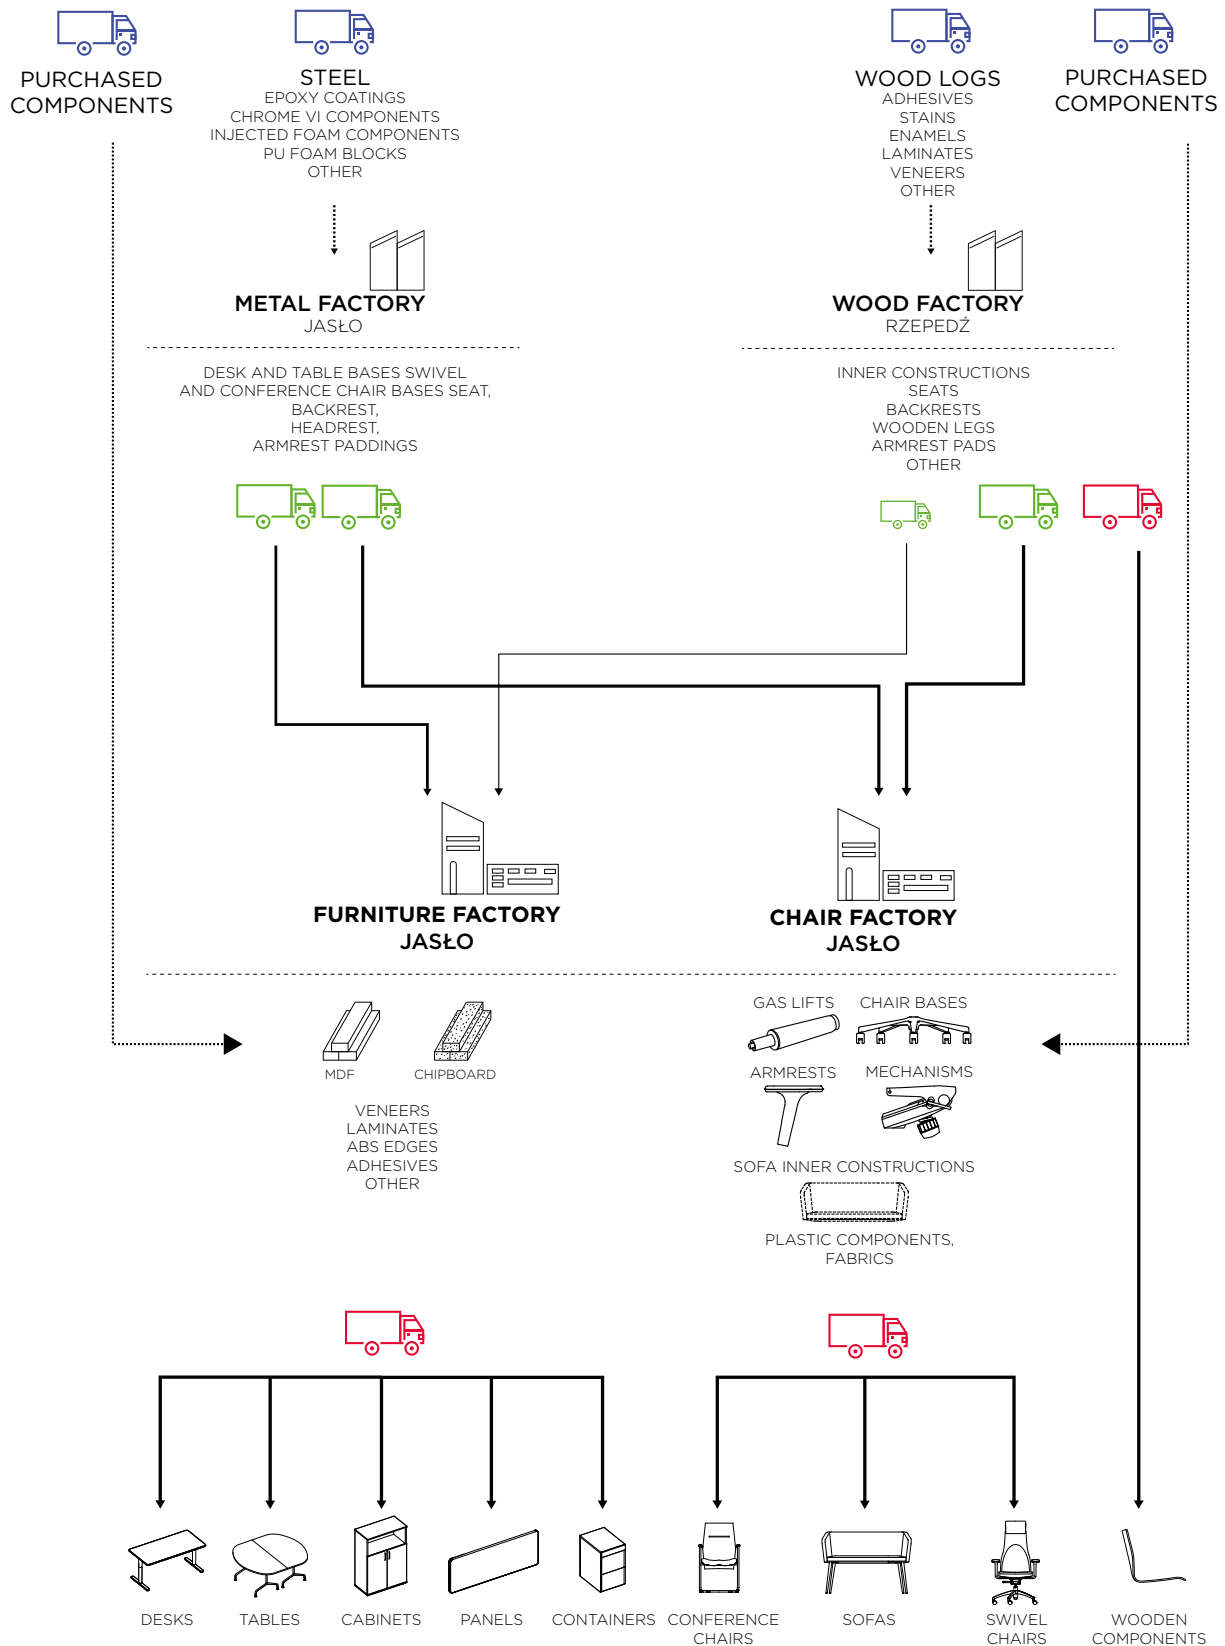 PURCHASED
COMPONENTS
STEEL
EPOXY COATINGS
CHROME VI COMPONENTS
INJECTED FOAM COMPONENTS
PU FOAM BLOCKS
OTHER
WOOD LOGS
ADHESIVES
STAINS
ENAMELS
LAMINATES
VENEERS
OTHER
PURCHASED
COMPONENTS
METAL FACTORY
JASŁO
WOOD FACTORY
RZEPEDŹ
DESK AND TABLE BASES SWIVEL
AND CONFERENCE CHAIR BASES SEAT,
BACKREST,
HEADREST,
ARMREST PADDINGS
INNER CONSTRUCTIONS
SEATS
BACKRESTS
WOODEN LEGS
ARMREST PADS
OTHER
FURNITURE FACTORY
JASŁO
CHAIR FACTORY
JASŁO
MDF
CHIPBOARD
VENEERS
LAMINATES
ABS EDGES
ADHESIVES
OTHER
GAS LIFTS
CHAIR BASES
ARMRESTS
MECHANISMS
SOFA INNER CONSTRUCTIONS
PLASTIC COMPONENTS,
FABRICS
DESKS
TABLES
CABINETS
PANELS
CONTAINERS
CONFERENCE
CHAIRS
SOFAS
SWIVEL
CHAIRS
WOODEN
COMPONENTS